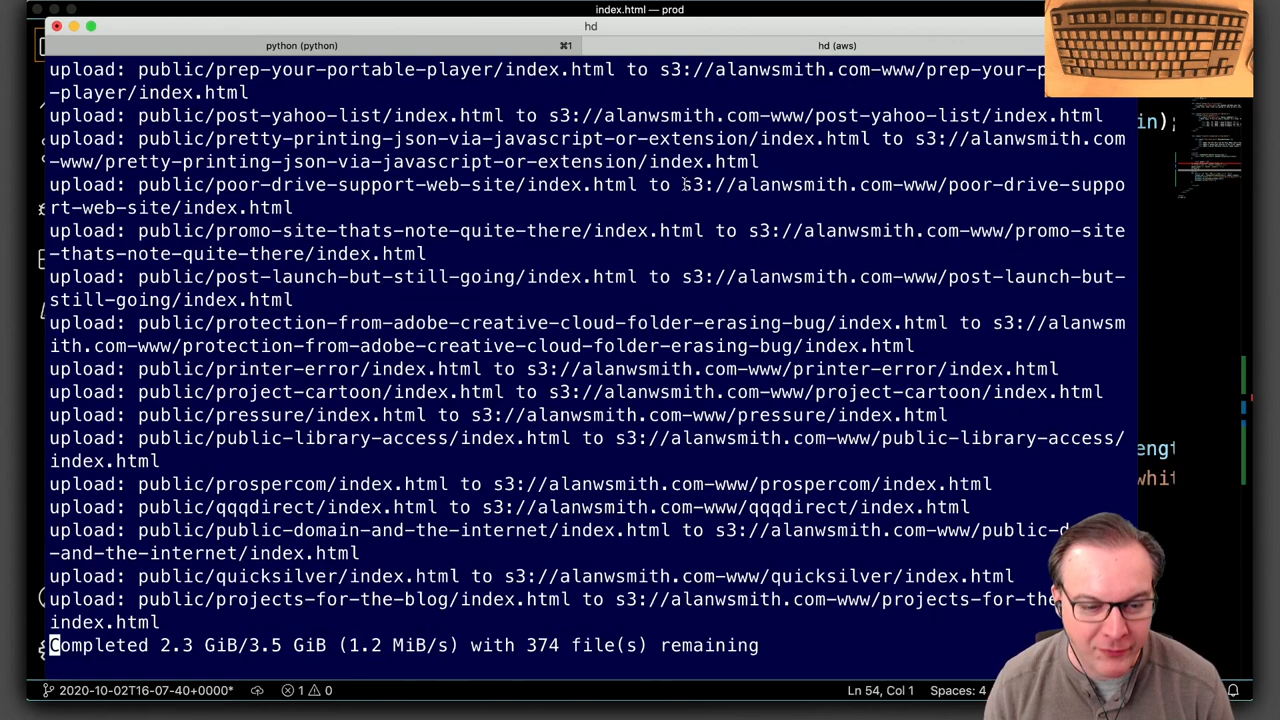 index.html — prod
hd
python (python)
⌘1
hd (aws)
upload: public/prep-your-portable-player/index.html to s3://alanwsmith.com-www/prep-your-p
-player/index.html
upload: public/post-yahoo-list/index.html to s3://alanwsmith.com-www/post-yahoo-list/index.html
upload: public/pretty-printing-json-via-javascript-or-extension/index.html to s3://alanwsmith.com
-www/pretty-printing-json-via-javascript-or-extension/index.html
upload: public/poor-drive-support-web-site/index.html to s3://alanwsmith.com-www/poor-drive-suppo
rt-web-site/index.html
upload: public/promo-site-thats-note-quite-there/index.html to s3://alanwsmith.com-www/promo-site
-thats-note-quite-there/index.html
upload: public/post-launch-but-still-going/index.html to s3://alanwsmith.com-www/post-launch-but-
still-going/index.html
upload: public/protection-from-adobe-creative-cloud-folder-erasing-bug/index.html to s3://alanwsm
ith.com-www/protection-from-adobe-creative-cloud-folder-erasing-bug/index.html
upload: public/printer-error/index.html to s3://alanwsmith.com-www/printer-error/index.html
upload: public/project-cartoon/index.html to s3://alanwsmith.com-www/project-cartoon/index.html
upload: public/pressure/index.html to s3://alanwsmith.com-www/pressure/index.html
upload: public/public-library-access/index.html to s3://alanwsmith.com-www/public-library-access/
index.html
upload: public/prospercom/index.html to s3://alanwsmith.com-www/prospercom/index.html
upload: public/qqqdirect/index.html to s3://alanwsmith.com-www/qqqdirect/index.html
upload: public/public-domain-and-the-internet/index.html to s3://alanwsmith.com-www/public-d
-and-the-internet/index.html
upload: public/quicksilver/index.html to s3://alanwsmith.com-www/quicksilver/index.html
upload: public/projects-for-the-blog/index.html to s3://alanwsmith.com-www/projects-for-the
index.html
Completed 2.3 GiB/3.5 GiB (1.2 MiB/s) with 374 file(s) remaining
in);
engt
whit
2020-10-02T16-07-40+0000*
1
0
Ln 54, Col 1
Spaces: 4